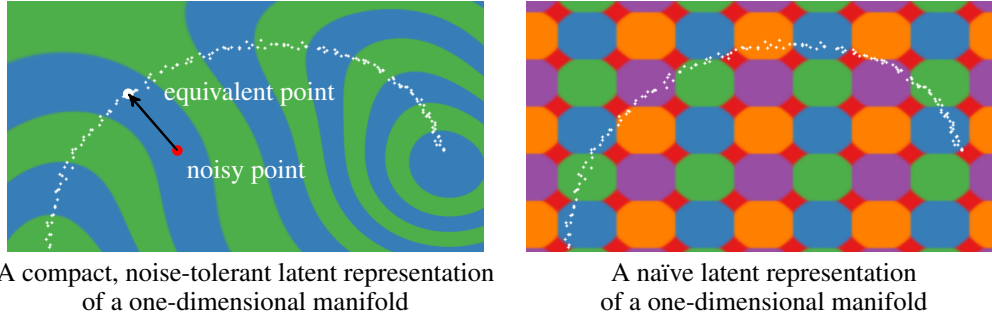 equivalent point
noisy point
A compact, noise-tolerant latent representation
of a one-dimensional manifold
A naïve latent representation
of a one-dimensional manifold